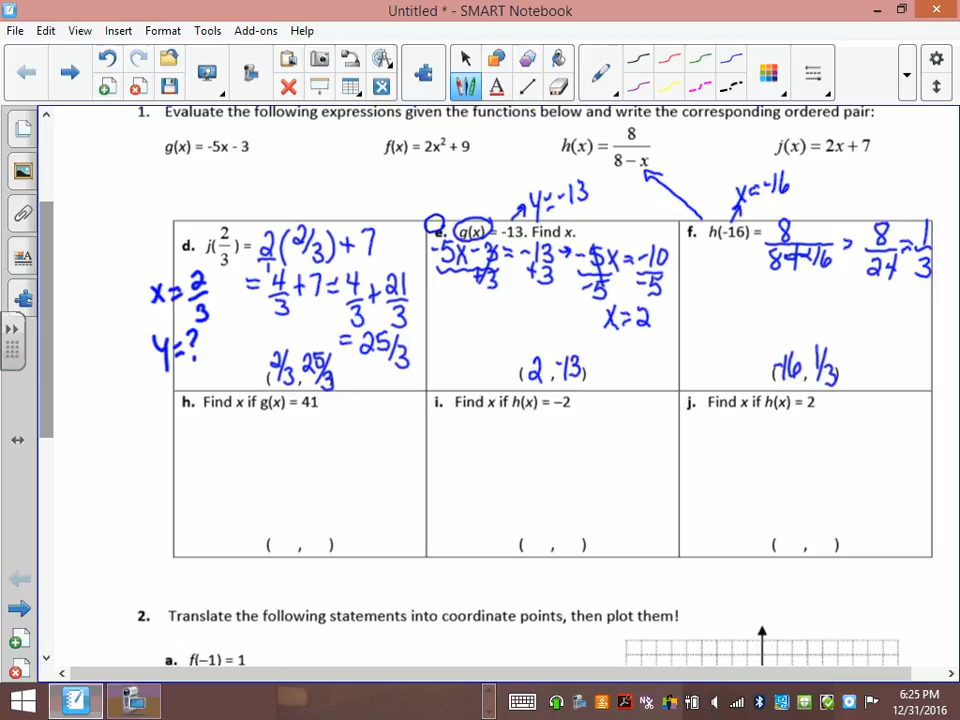 Untitled * - SMART Notebook
File Edit View Insert Format Tools Add-ons Help
1. Evaluate the following expressions given the functions below and write the corresponding ordered pair:
g(x) = -5x - 3 f(x) = 2x² + 9 h(x) = 8/(8 − x) j(x) = 2x + 7
y = -13 x = -16
d. j(2/3) = 2/1 (2/3) + 7
= 4/3 + 7 = 4/3 + 21/3
= 25/3
x = 2/3
y = ?
(2/3, 25/3)
e. g(x) = -13. Find x.
-5x - 3 = -13 → -5x = -10
+3 +3 -5 -5
x = 2
(2, -13)
f. h(-16) = 8/(8 - -16) = 8/24 = 1/3
(-16, 1/3)
h. Find x if g(x) = 41
( , )
i. Find x if h(x) = −2
( , )
j. Find x if h(x) = 2
( , )
2. Translate the following statements into coordinate points, then plot them!
a. f(−1) = 1
6:25 PM
12/31/2016